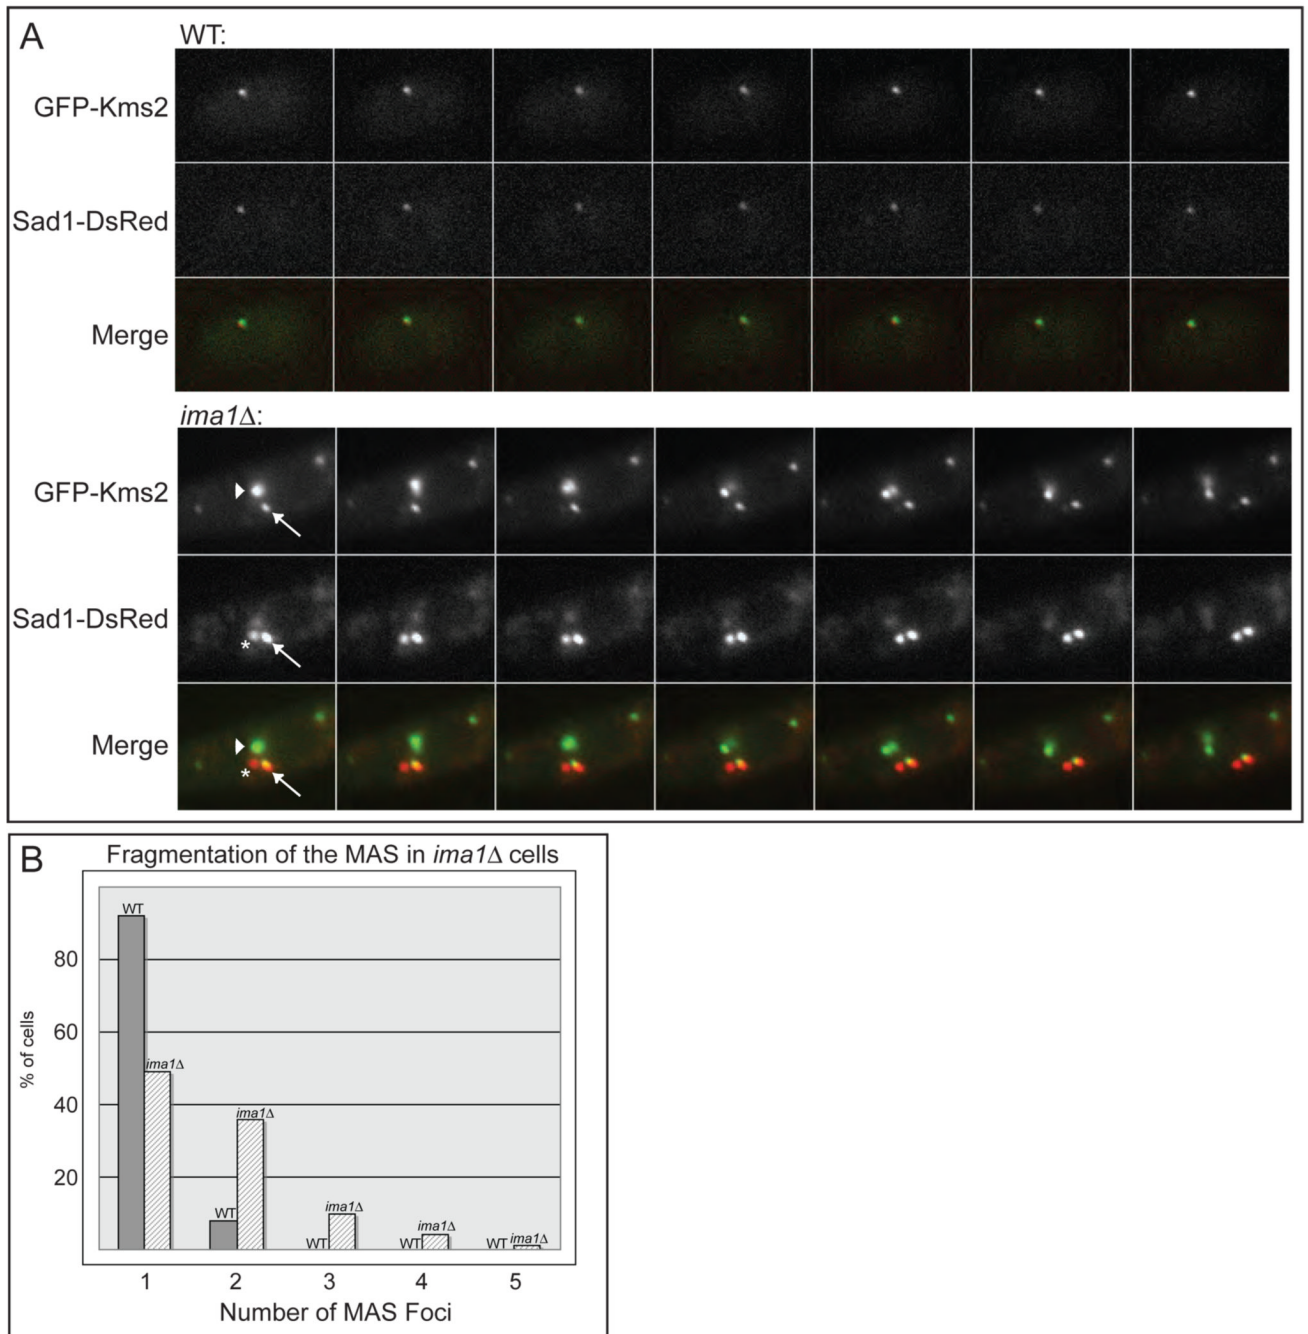 A
WT:
GFP-Kms2
Sad1-DsRed
Merge
ima1Δ:
GFP-Kms2
*
Sad1-DsRed
*
Merge
B
Fragmentation of the MAS in ima1Δ cells
% of cells
80
60
40
20
WT
ima1Δ
WT
ima1Δ
WT
ima1Δ
WT
ima1Δ
WT
ima1Δ
1 2 3 4 5
Number of MAS Foci